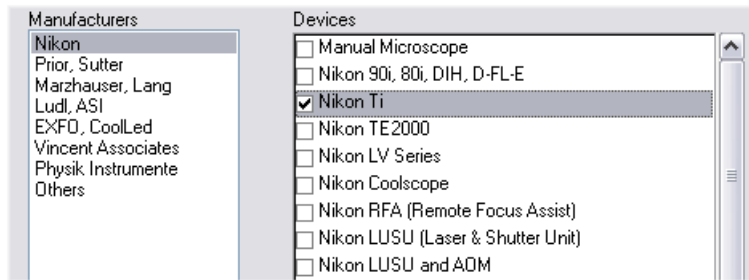 Manufacturers
Nikon
Prior, Sutter
Marzhauser, Lang
Ludl, ASI
EXFO, CoolLed
Vincent Associates
Physik Instrumente
Others
Devices
Manual Microscope
Nikon 90i, 80i, DIH, D-FL-E
Nikon Ti
Nikon TE2000
Nikon LV Series
Nikon Coolscope
Nikon RFA (Remote Focus Assist)
Nikon LUSU (Laser & Shutter Unit)
Nikon LUSU and AOM